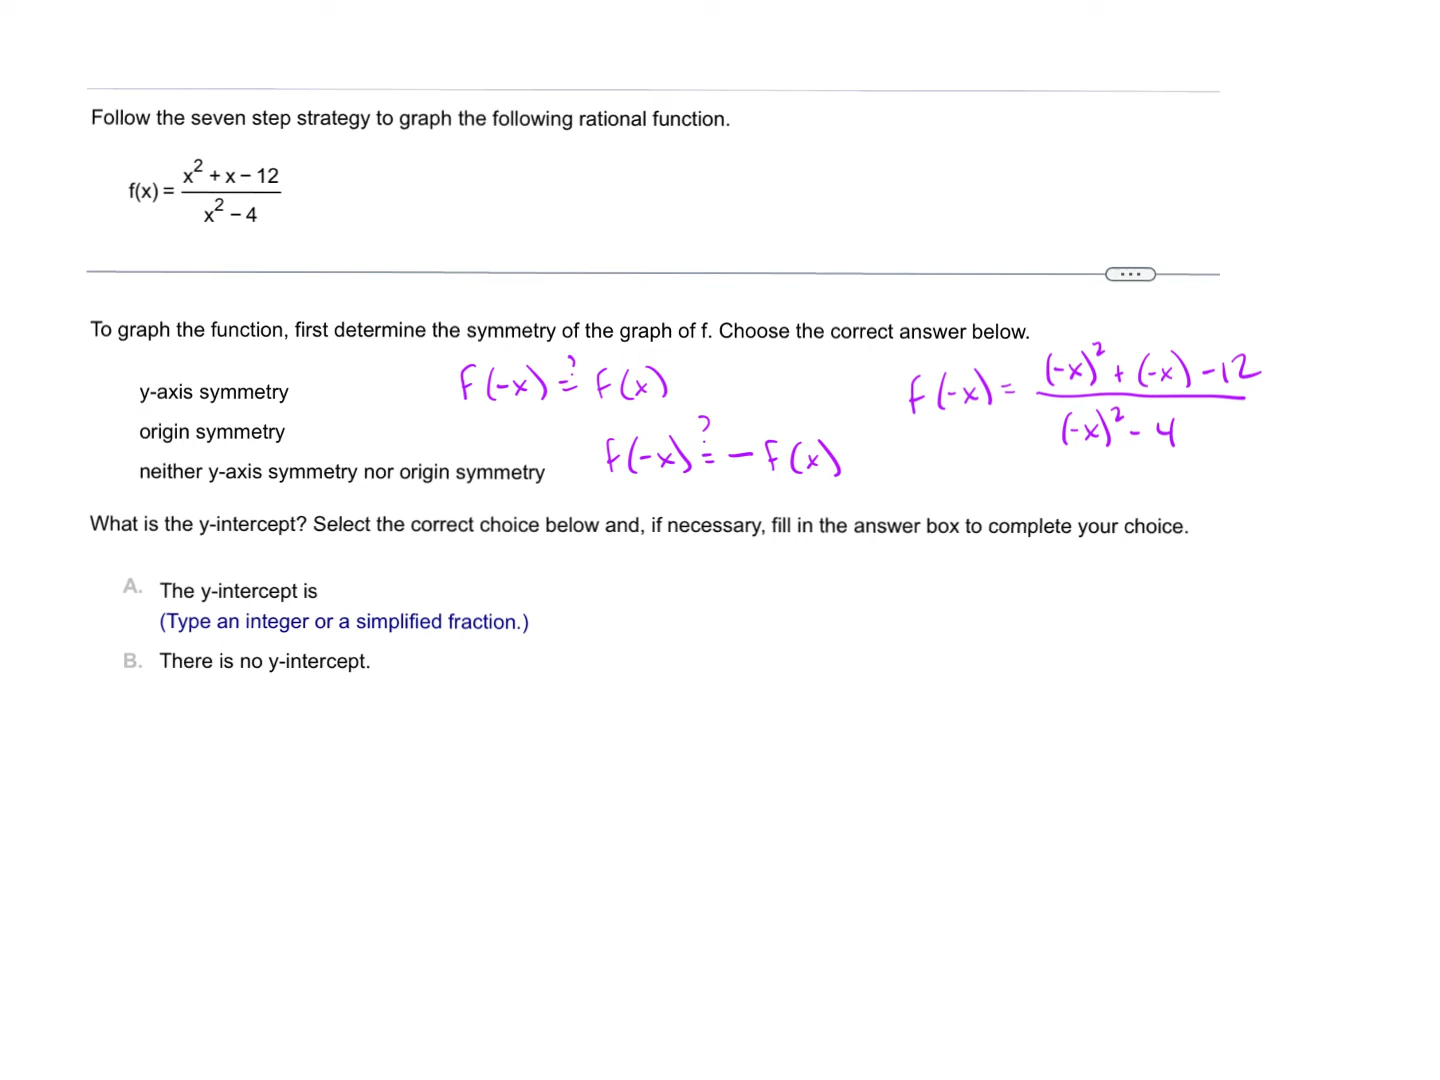 Follow the seven step strategy to graph the following rational function.
f(x) = (x² + x − 12) / (x² − 4)
To graph the function, first determine the symmetry of the graph of f. Choose the correct answer below.
y-axis symmetry
origin symmetry
neither y-axis symmetry nor origin symmetry
f(-x) ?= f(x)
f(-x) ?= -f(x)
f(-x) = ((-x)² + (-x) - 12) / ((-x)² - 4)
What is the y-intercept? Select the correct choice below and, if necessary, fill in the answer box to complete your choice.
A. The y-intercept is
(Type an integer or a simplified fraction.)
B. There is no y-intercept.